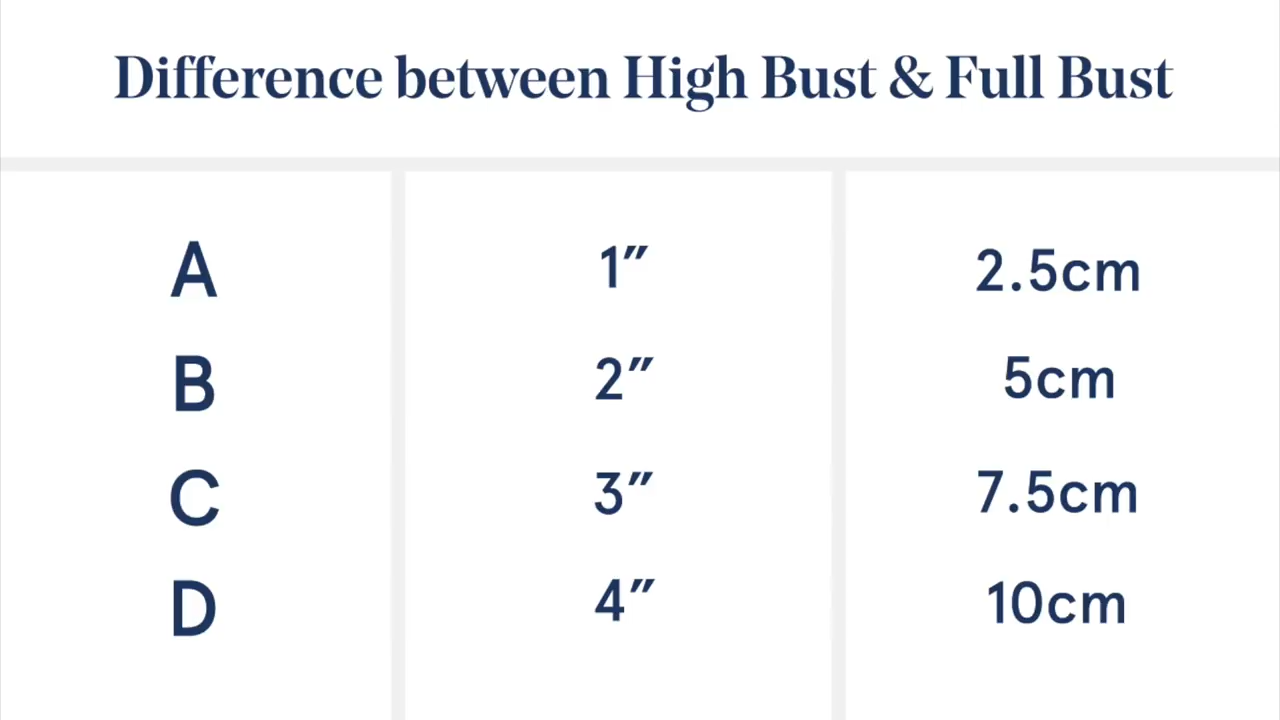 Difference between High Bust & Full Bust
A 1” 2.5cm
B 2” 5cm
C 3” 7.5cm
D 4” 10cm